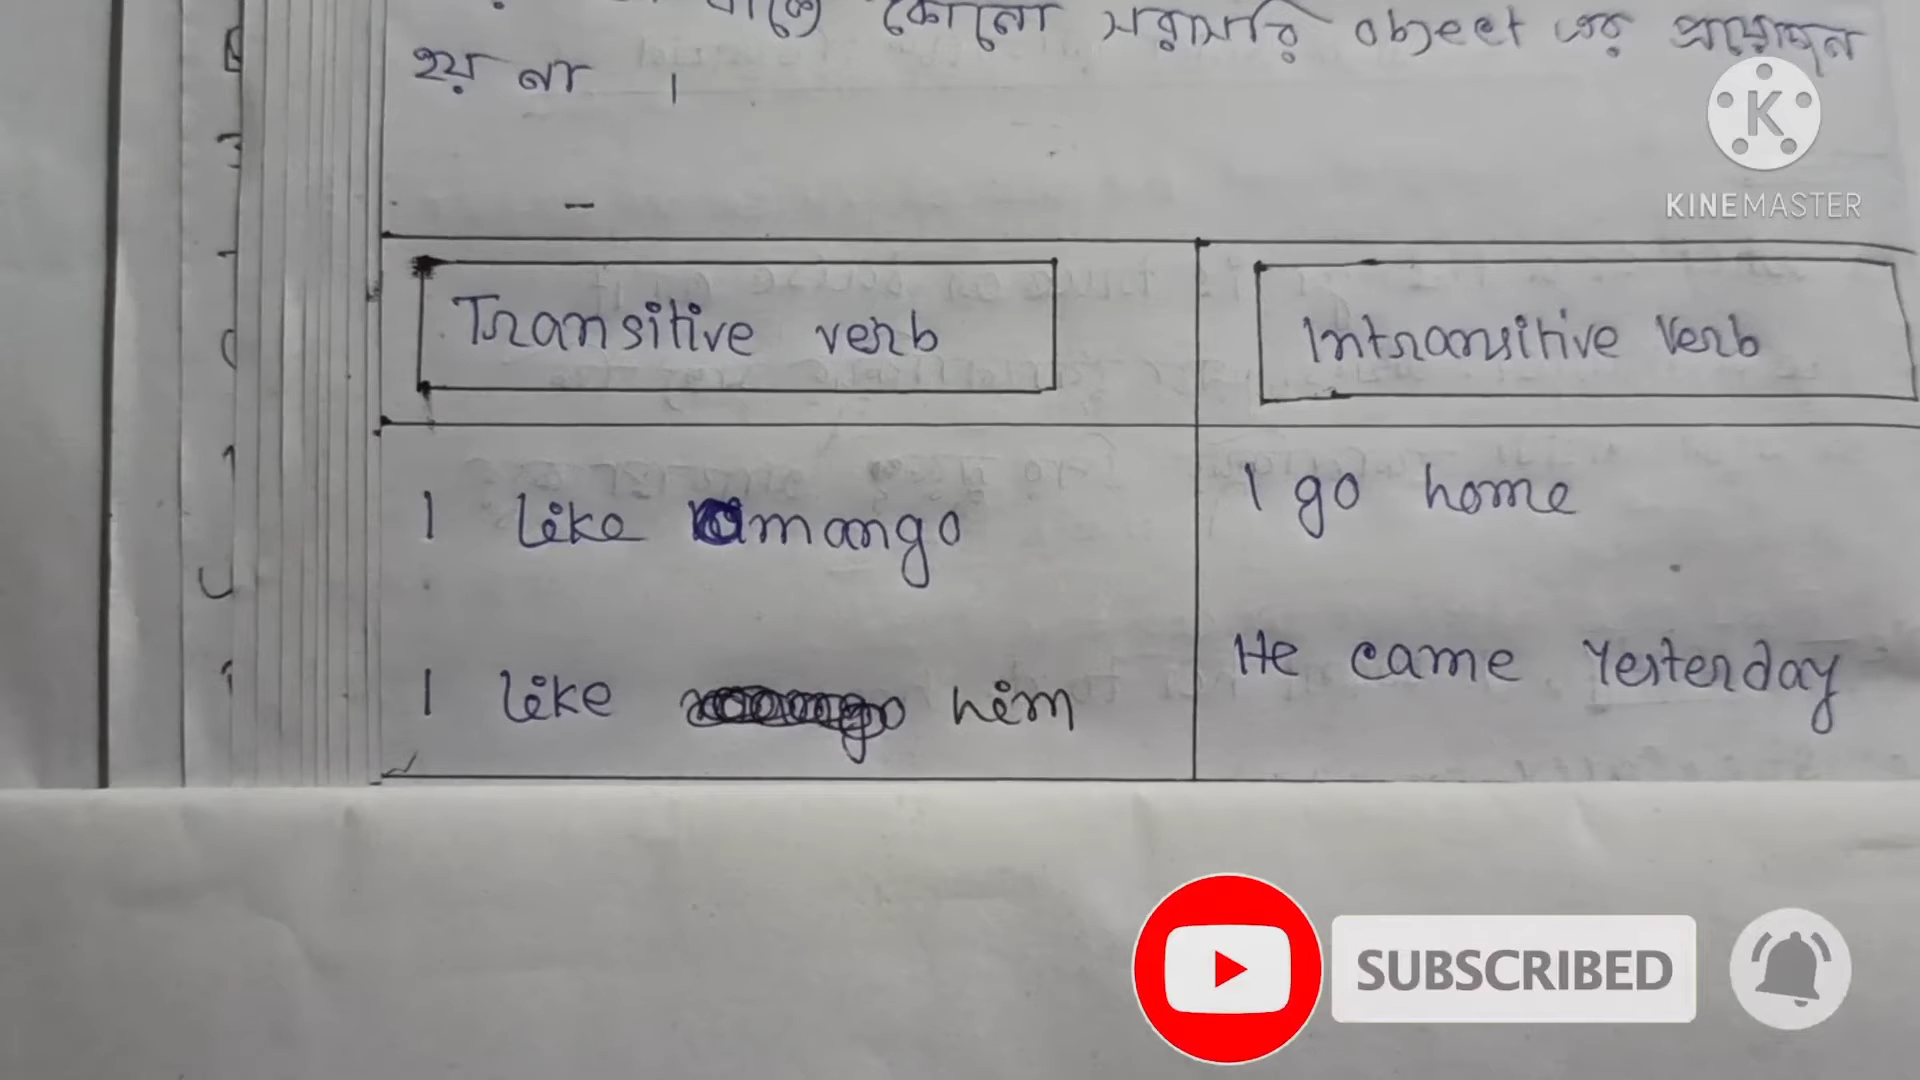 কোনো সরাসরি object এর প্রয়োজন
হয় না ।
KINEMASTER
Transitive verb
Intransitive Verb
I like mango
I go home
I like him
He came Yesterday
SUBSCRIBED